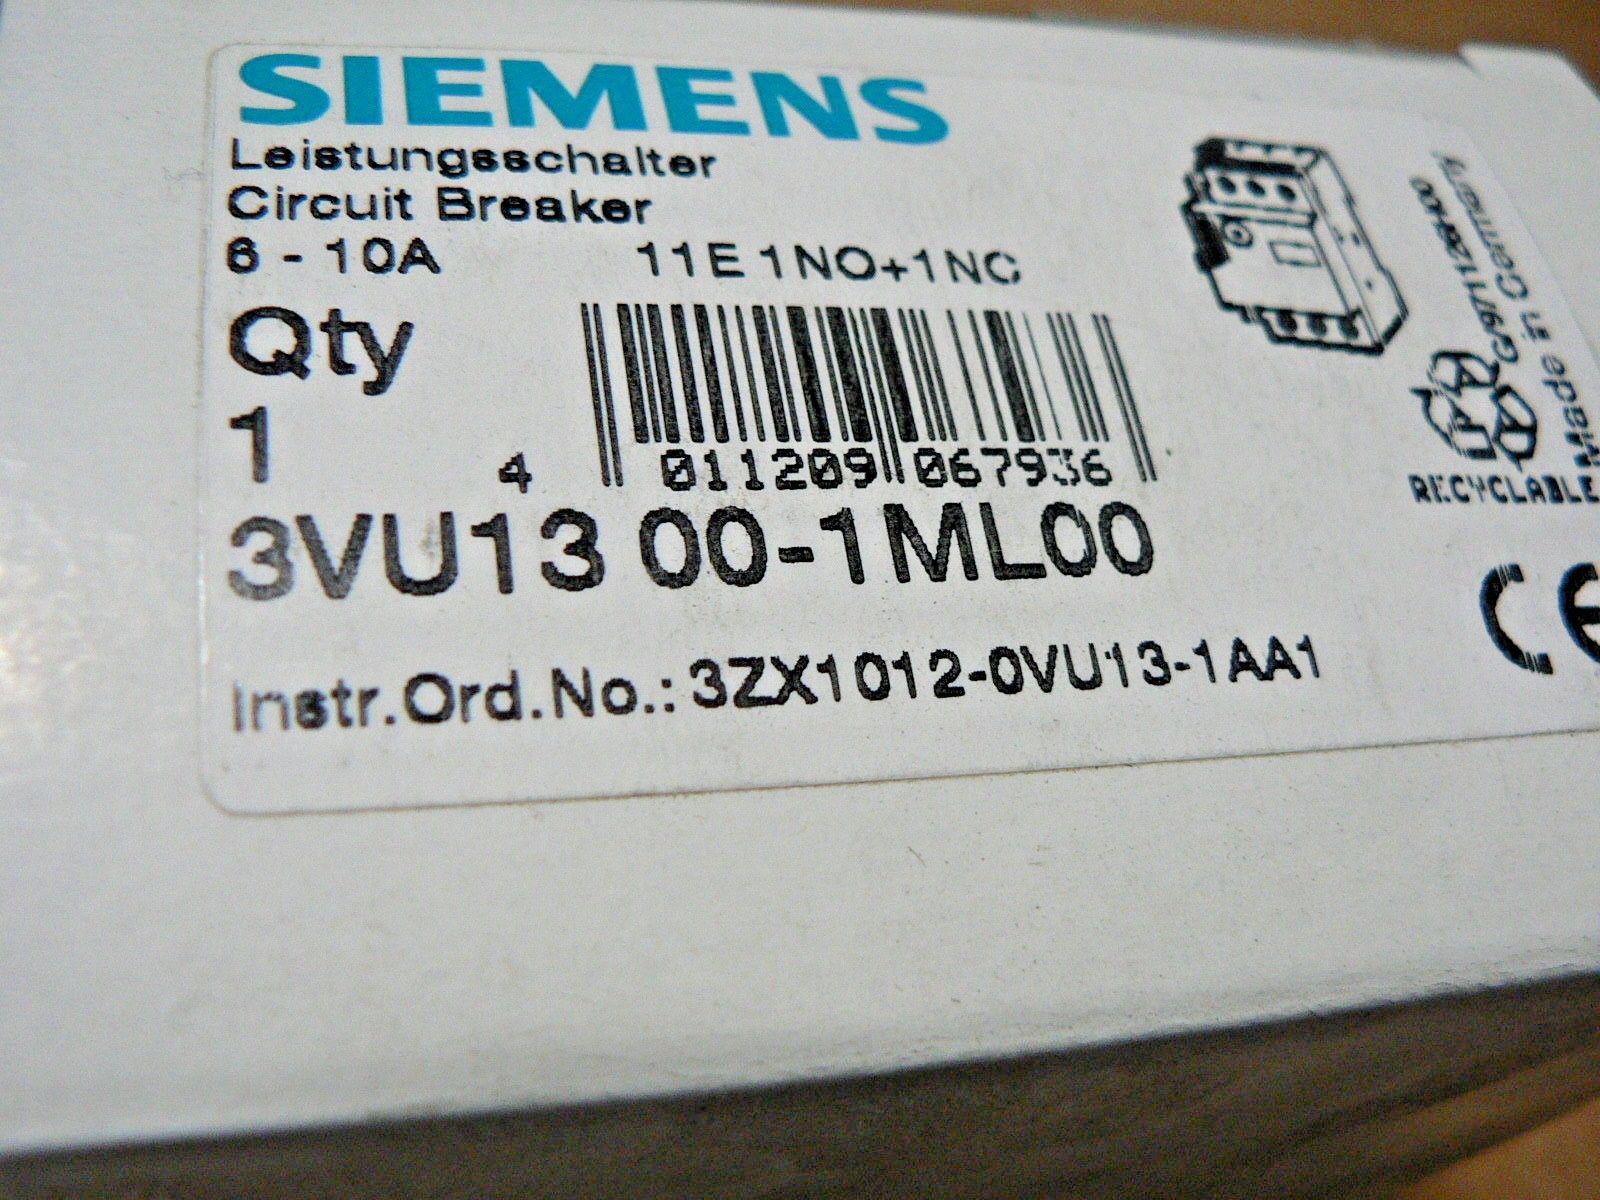 SIEMENS
Leistungsschalter
Circuit Breaker
6 - 10A 11E 1NO+1NC
Qty
1
4 011209 067936
3VU13 00-1ML00
Instr.Ord.No.: 3ZX1012-0VU13-1AA1
Made in Germany
RECYCLABLE
CE